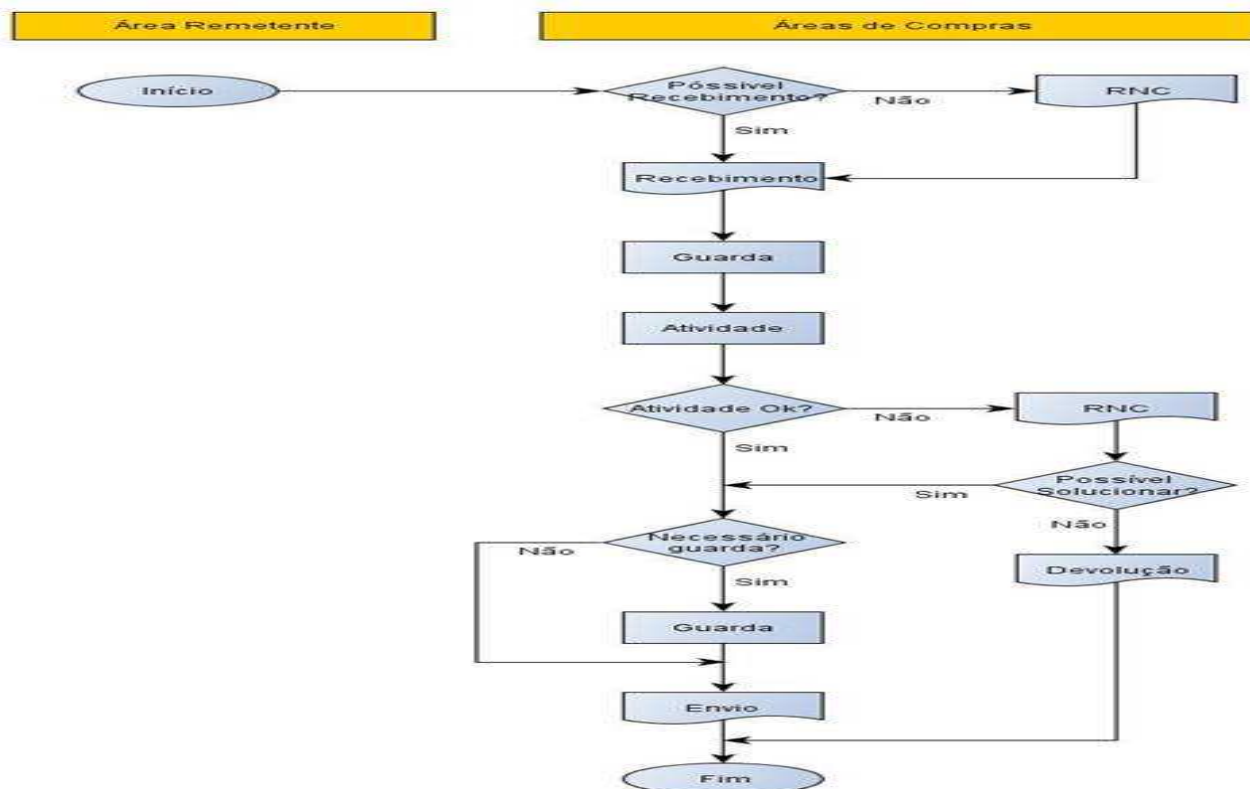 Área Remetente
Áreas de Compras
Início
Póssivel
Recebimento?
Não
RNC
Sim
Recebimento
Guarda
Atividade
Atividade Ok?
Não
RNC
Sim
Possível
Solucionar?
Sim
Não
Necessário
guarda?
Não
Devolução
Sim
Guarda
Envio
Fim